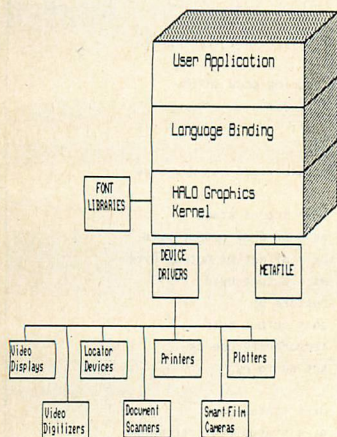 User Application
Language Binding
HALO Graphics
Kernel
FONT
LIBRARIES
DEVICE
DRIVERS
METAFILE
Video
Displays
Locator
Devices
Printers
Plotters
Video
Digitizers
Document
Scanners
Smart Film
Cameras